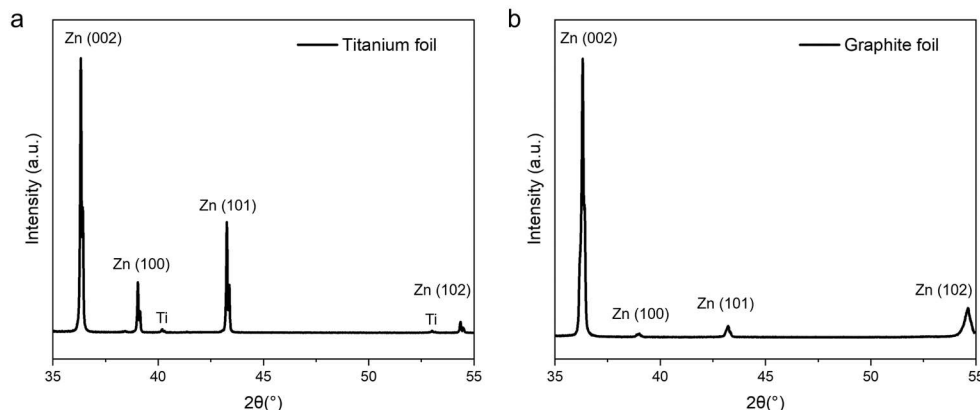 a
Zn (002)
Titanium foil
Zn (100)
Ti
Zn (101)
Ti
Zn (102)
Intensity (a.u.)
35
40
45
50
55
2θ(°)
b
Zn (002)
Graphite foil
Zn (100)
Zn (101)
Zn (102)
Intensity (a.u.)
35
40
45
50
55
2θ(°)